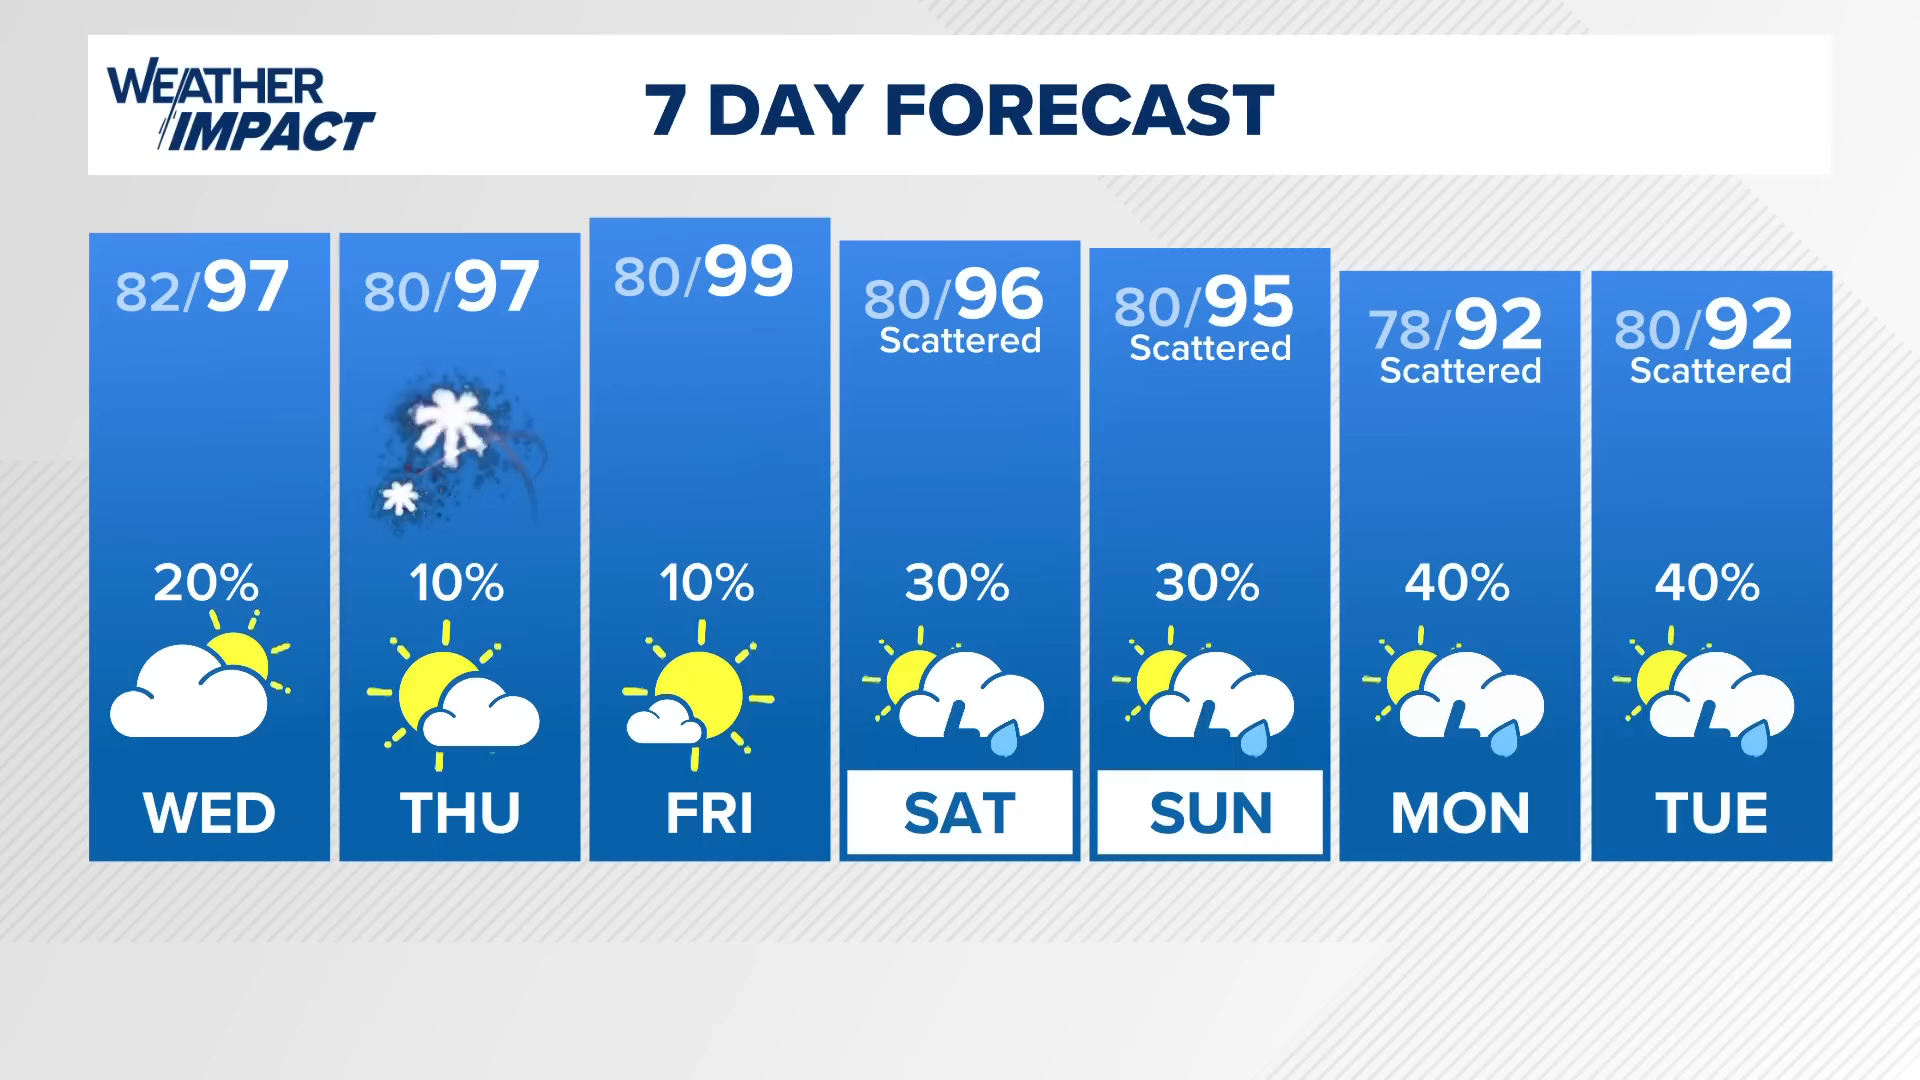 WEATHER
IMPACT
7 DAY FORECAST
82/97
20%
WED
80/97
10%
THU
80/99
10%
FRI
80/96
Scattered
30%
SAT
80/95
Scattered
30%
SUN
78/92
Scattered
40%
MON
80/92
Scattered
40%
TUE